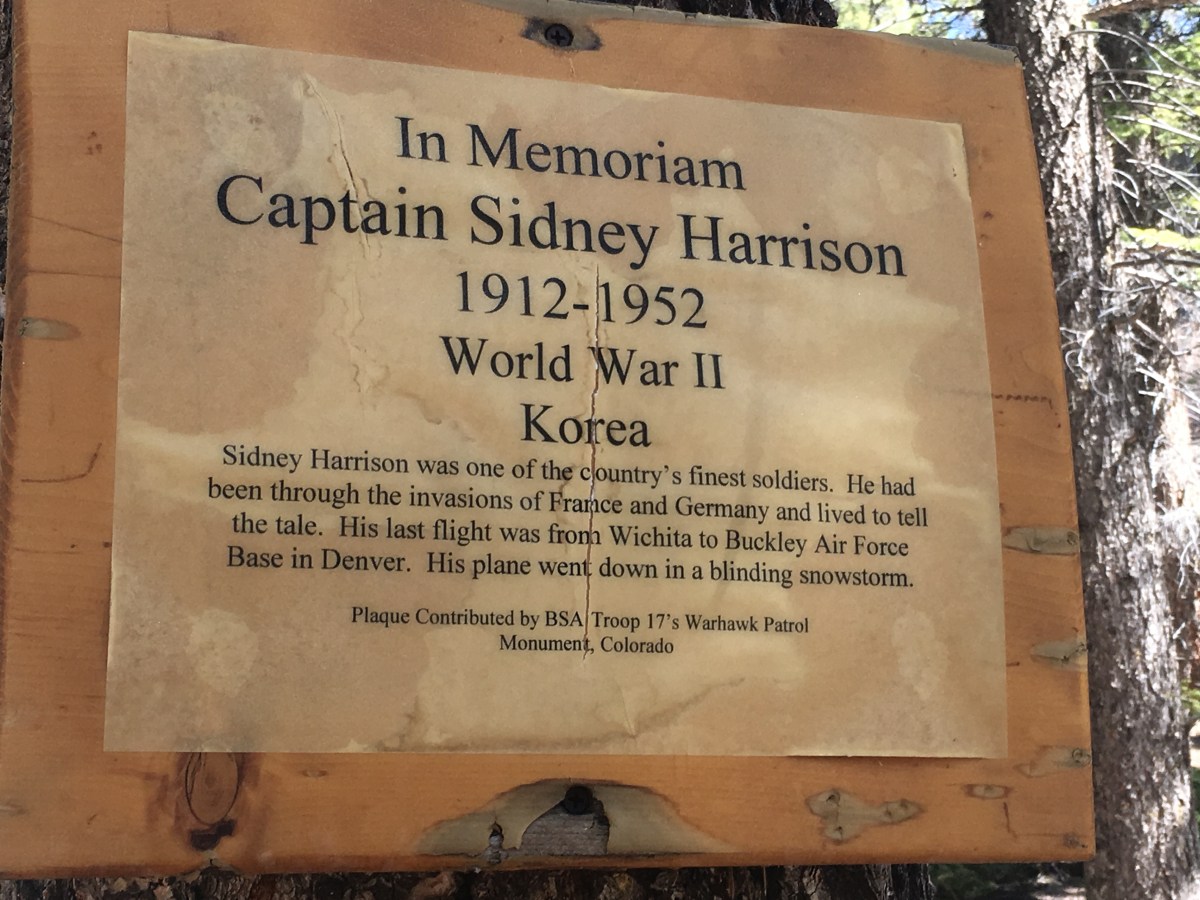 In Memoriam
Captain Sidney Harrison
1912-1952
World War II
Korea
Sidney Harrison was one of the country's finest soldiers. He had
been through the invasions of France and Germany and lived to tell
the tale. His last flight was from Wichita to Buckley Air Force
Base in Denver. His plane went down in a blinding snowstorm.
Plaque Contributed by BSA Troop 17's Warhawk Patrol
Monument, Colorado